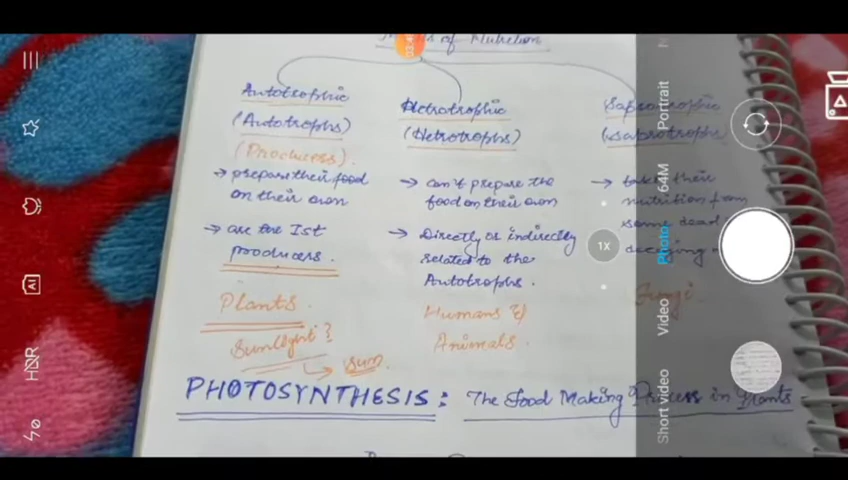 of Nutrition
Autotrophic
(Autotrophs)
(Producers).
→ prepare their food
on their own
→ are the Ist
producers.
Plants.
Sunlight?
↳ Sun.
Hetrotrophic
(Hetrotrophs)
→ can't prepare the
food on their own
→ Directly or indirectly
related to the
Autotrophs.
Humans &
Animals.
Saprotrophic
(saprotrophs)
→ take their
nutrition from
some dead
decaying
Fungi.
PHOTOSYNTHESIS: The Food Making Process in Plants
HDR
AI
1X
Portrait
64M
Photo
Video
Short video